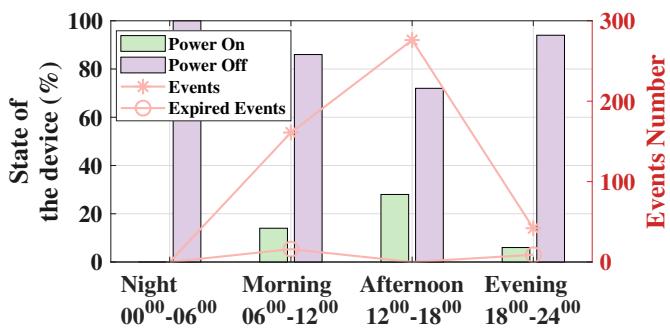 State of
the device (%)
100
80
60
40
20
0
Power On
Power Off
Events
Expired Events
300
200
100
0
Events Number
Night
00⁰⁰-06⁰⁰
Morning
06⁰⁰-12⁰⁰
Afternoon
12⁰⁰-18⁰⁰
Evening
18⁰⁰-24⁰⁰